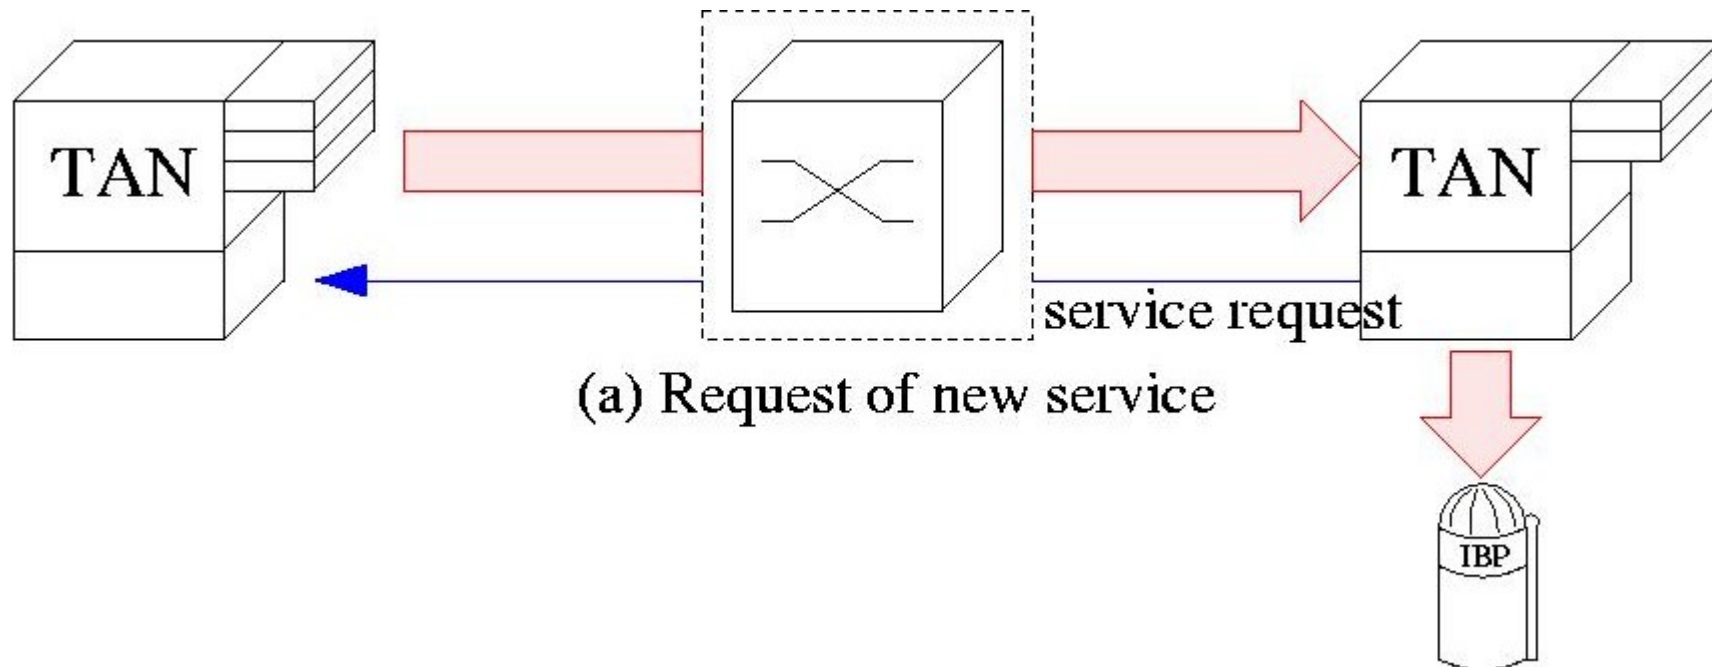 TAN
TAN
service request
(a) Request of new service
IBP